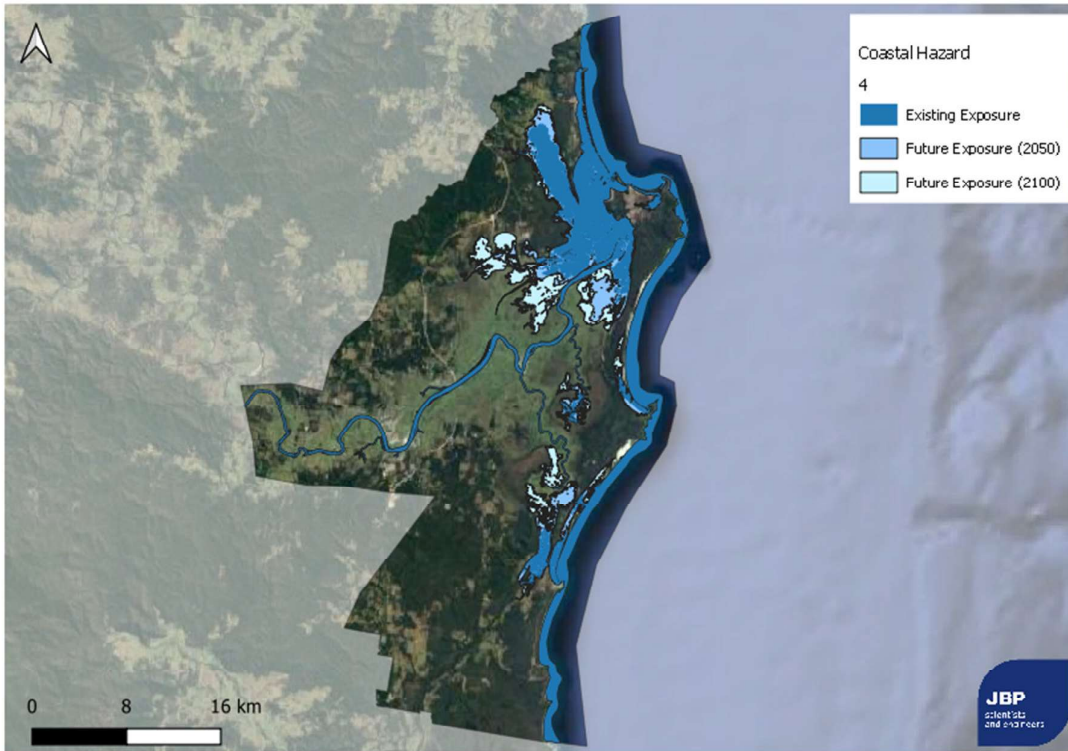 Coastal Hazard
4
Existing Exposure
Future Exposure (2050)
Future Exposure (2100)
0 8 16 km
JBP
scientists
and engineers